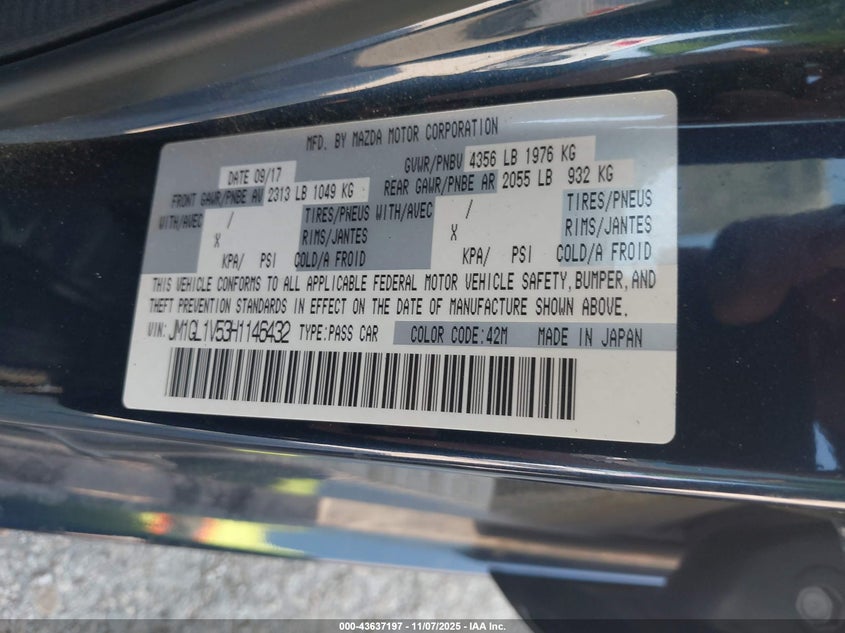 MFD. BY MAZDA MOTOR CORPORATION
DATE 09/17 GVWR/PNBV 4356 LB 1976 KG
FRONT GAWR/PNBE AV 2313 LB 1049 KG REAR GAWR/PNBE AR 2055 LB 932 KG
WITH/AVEC / TIRES/PNEUS WITH/AVEC / TIRES/PNEUS
X RIMS/JANTES X RIMS/JANTES
KPA/ PSI COLD/A FROID KPA/ PSI COLD/A FROID
THIS VEHICLE CONFORMS TO ALL APPLICABLE FEDERAL MOTOR VEHICLE SAFETY, BUMPER, AND
THEFT PREVENTION STANDARDS IN EFFECT ON THE DATE OF MANUFACTURE SHOWN ABOVE.
VIN: JM1GL1V53H1146432 TYPE:PASS CAR COLOR CODE:42M MADE IN JAPAN
000-43637197 - 11/07/2025 - IAA Inc.